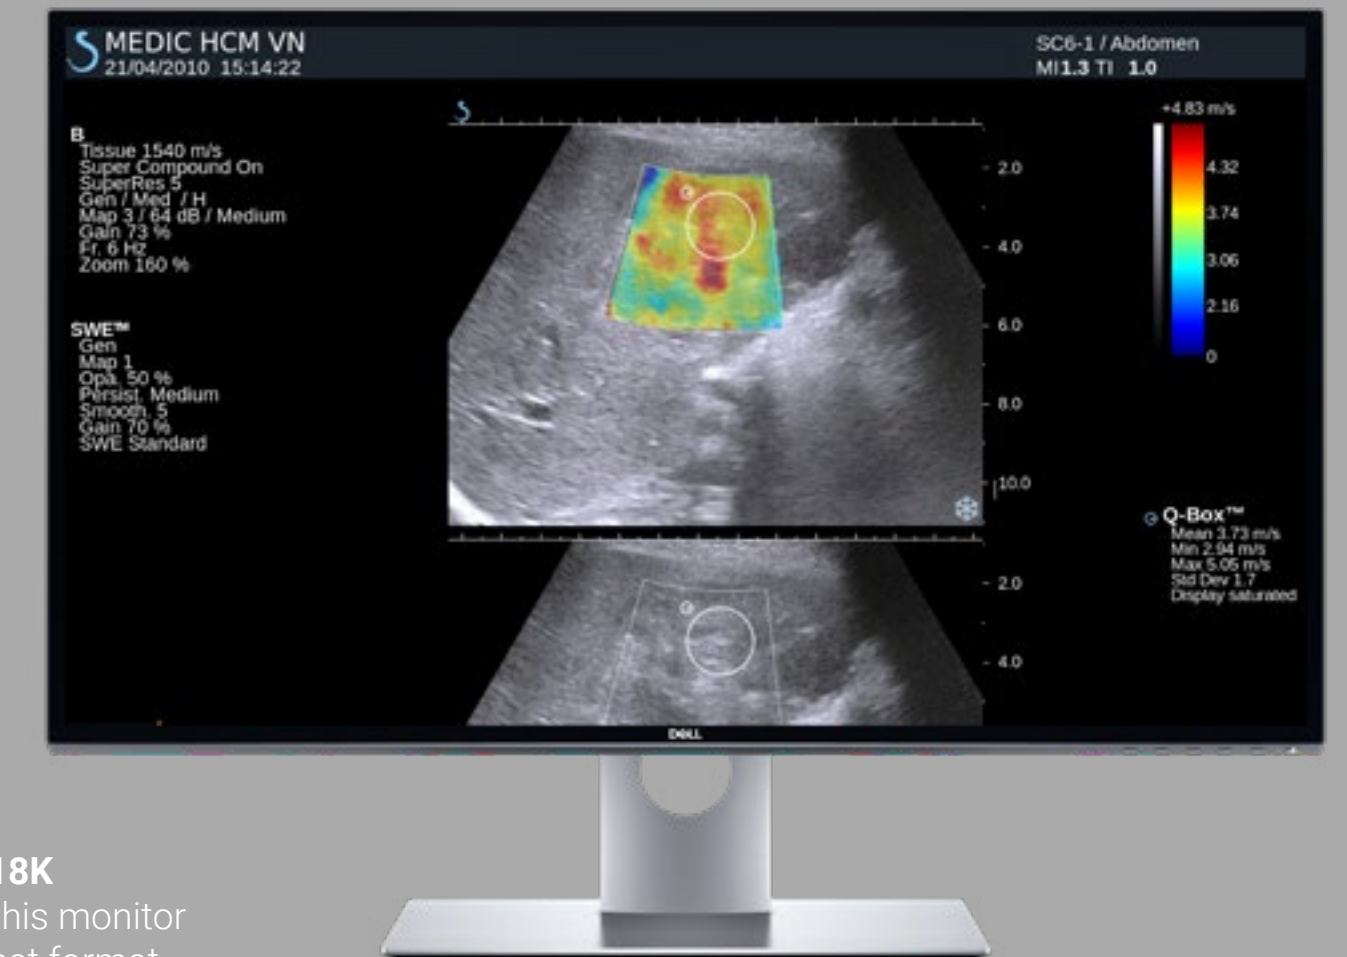 MEDIC HCM VN
21/04/2010 15:14:22
SC6-1 / Abdomen
MI1.3 TI 1.0
B
Tissue 1540 m/s
Super Compound On
SuperRes 5
Gen / Med / H
Map 3 / 64 dB / Medium
Gain 73 %
Fr. 6 Hz
Zoom 160 %
SWE™
Gen
Map 1
Opa. 50 %
Persist. Medium
Smooth. 5
Gain 70 %
SWE Standard
2.0
4.0
6.0
8.0
10.0
2.0
4.0
+4.83 m/s
4.32
3.74
3.06
2.16
0
Q-Box™
Mean 3.73 m/s
Min 2.94 m/s
Max 5.05 m/s
Std Dev 1.7
Display saturated
DELL
18K
his monitor
format